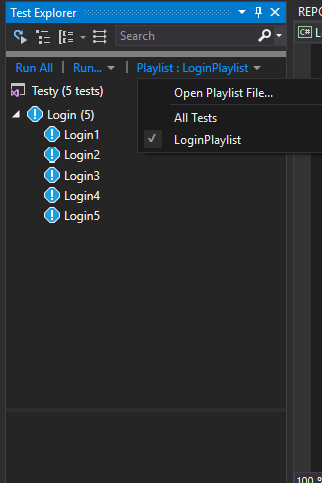 Test Explorer
REPO
Search
C# L
Run All | Run... | Playlist : LoginPlaylist
Testy (5 tests)
Open Playlist File...
All Tests
LoginPlaylist
Login (5)
Login1
Login2
Login3
Login4
Login5
100 %